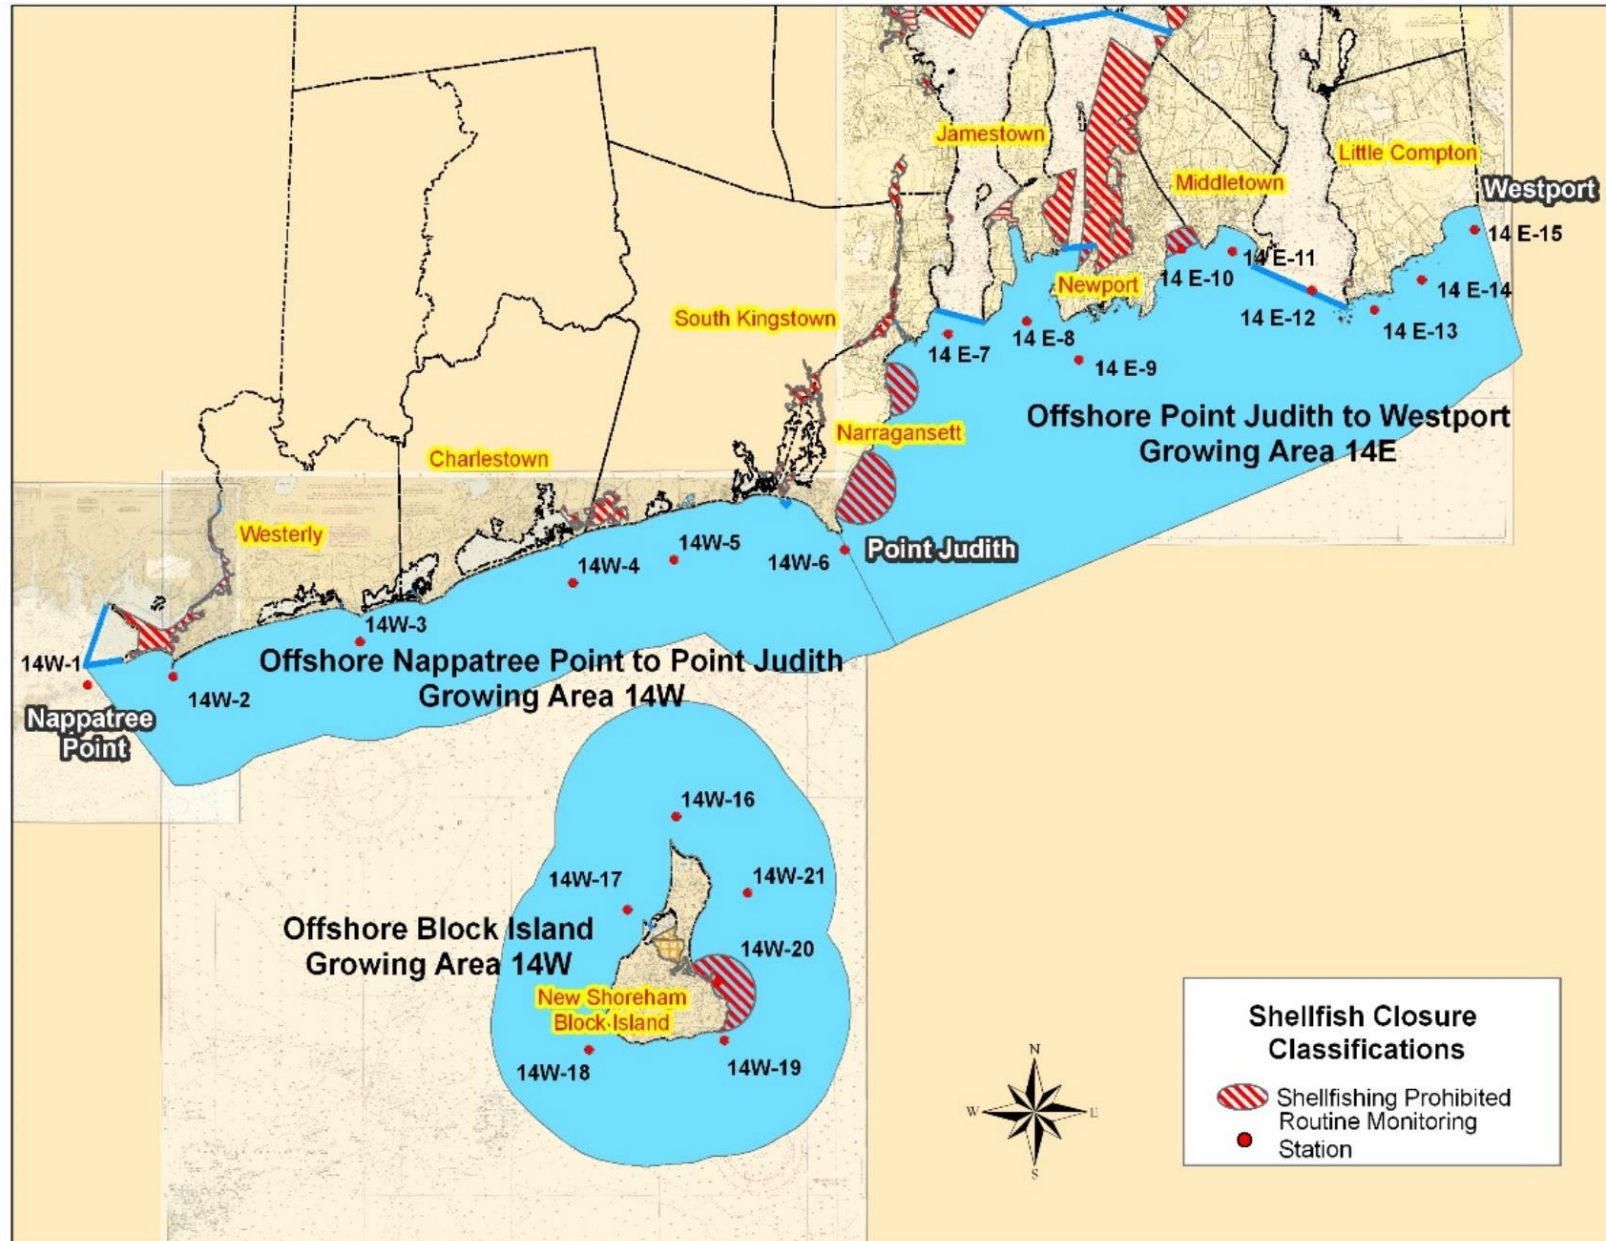 Jamestown
Little Compton
Middletown
Westport
14 E-15
14 E-11
14 E-10
Newport
14 E-14
South Kingstown
14 E-12
14 E-13
14 E-8
14 E-7
14 E-9
Offshore Point Judith to Westport
Growing Area 14E
Narragansett
Charlestown
Westerly
14W-5
14W-4
14W-6
Point Judith
14W-3
14W-1
Offshore Nappatree Point to Point Judith
Growing Area 14W
14W-2
Nappatree
Point
14W-16
14W-17
14W-21
Offshore Block Island
Growing Area 14W
14W-20
New Shoreham
Block Island
14W-18
14W-19
N
W
E
S
Shellfish Closure
Classifications
Shellfishing Prohibited
Routine Monitoring
Station